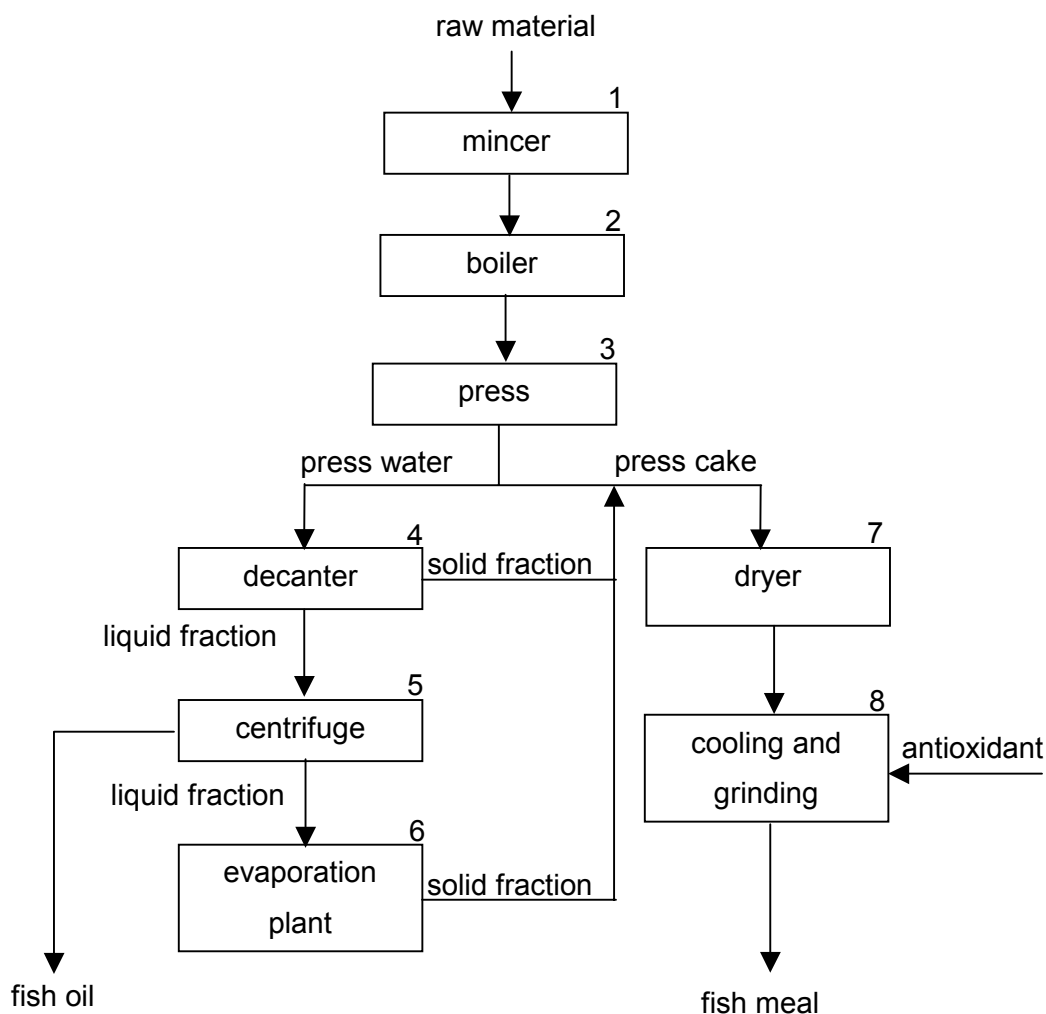 raw material
1
mincer
2
boiler
3
press
press water
press cake
4
decanter
solid fraction
7
dryer
liquid fraction
5
centrifuge
8
cooling and
grinding
antioxidant
liquid fraction
6
evaporation
plant
solid fraction
fish oil
fish meal